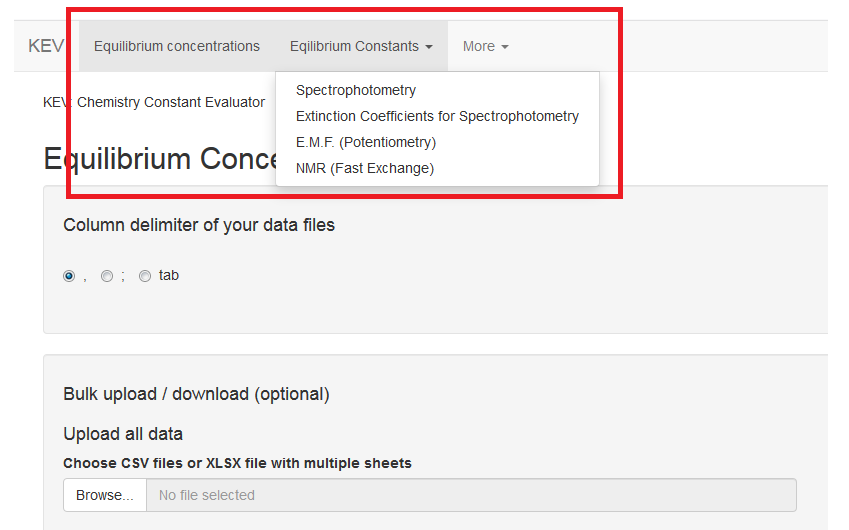 KEV Equilibrium concentrations Eqilibrium Constants More
Spectrophotometry
KEV: Chemistry Constant Evaluator
Extinction Coefficients for Spectrophotometry
E.M.F. (Potentiometry)
Equilibrium Conce
NMR (Fast Exchange)
Column delimiter of your data files
, ; tab
Bulk upload / download (optional)
Upload all data
Choose CSV files or XLSX file with multiple sheets
Browse... No file selected